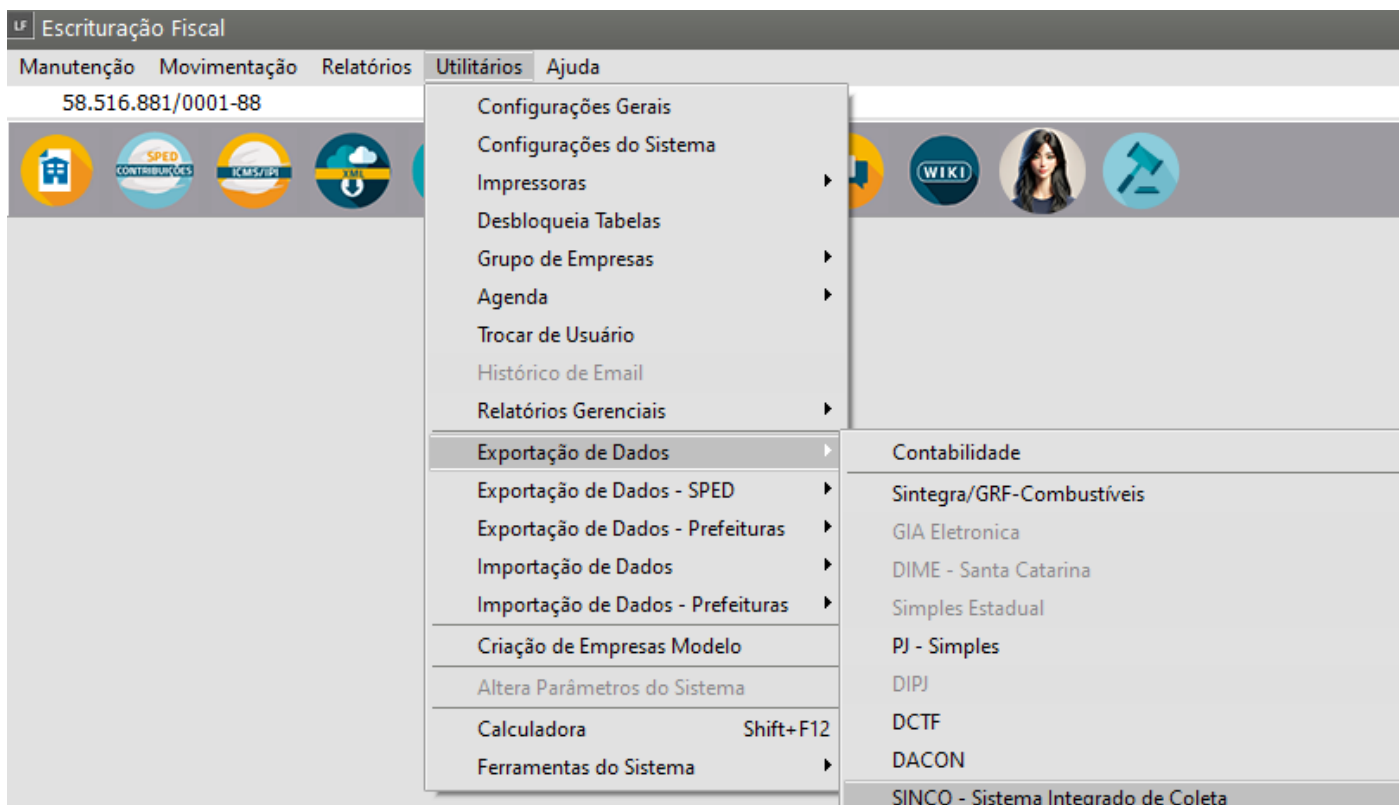 LF Escrituração Fiscal
Manutenção Movimentação Relatórios Utilitários Ajuda
58.516.881/0001-88
SPED CONTRIBUIÇÕES
ICMS/IPI
XML
WIKI
Configurações Gerais
Configurações do Sistema
Impressoras
Desbloqueia Tabelas
Grupo de Empresas
Agenda
Trocar de Usuário
Histórico de Email
Relatórios Gerenciais
Exportação de Dados
Exportação de Dados - SPED
Exportação de Dados - Prefeituras
Importação de Dados
Importação de Dados - Prefeituras
Criação de Empresas Modelo
Altera Parâmetros do Sistema
Calculadora Shift+F12
Ferramentas do Sistema
Contabilidade
Sintegra/GRF-Combustíveis
GIA Eletronica
DIME - Santa Catarina
Simples Estadual
PJ - Simples
DIPJ
DCTF
DACON
SINCO - Sistema Integrado de Coleta